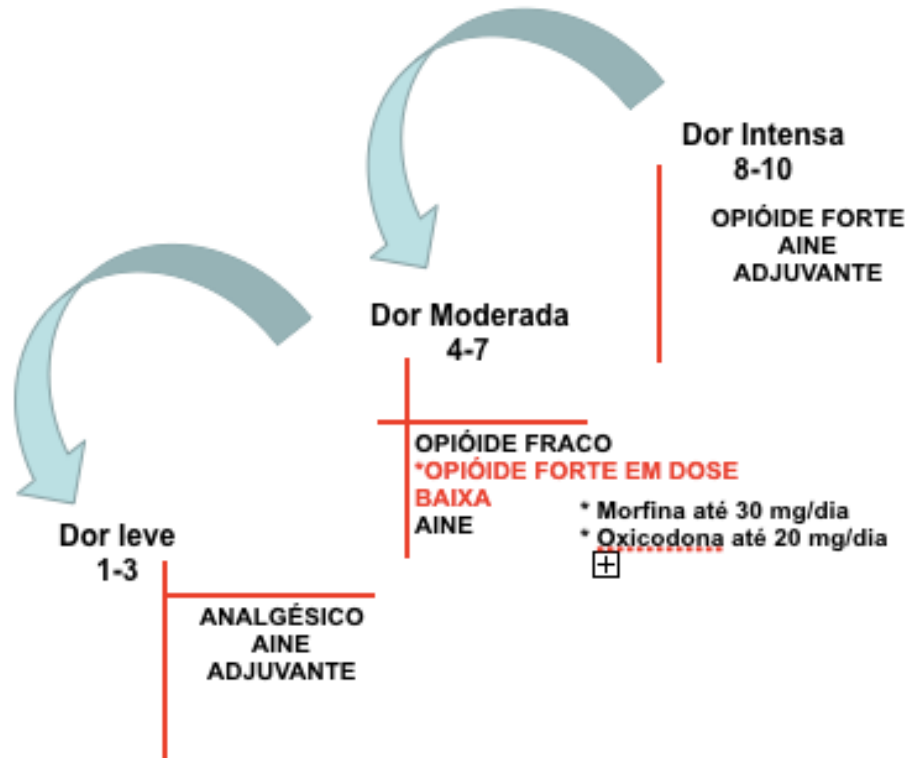 Dor Intensa
8-10
OPIÓIDE FORTE
AINE
ADJUVANTE
Dor Moderada
4-7
OPIÓIDE FRACO
*OPIÓIDE FORTE EM DOSE
BAIXA
AINE
* Morfina até 30 mg/dia
* Oxicodona até 20 mg/dia
Dor leve
1-3
ANALGÉSICO
AINE
ADJUVANTE